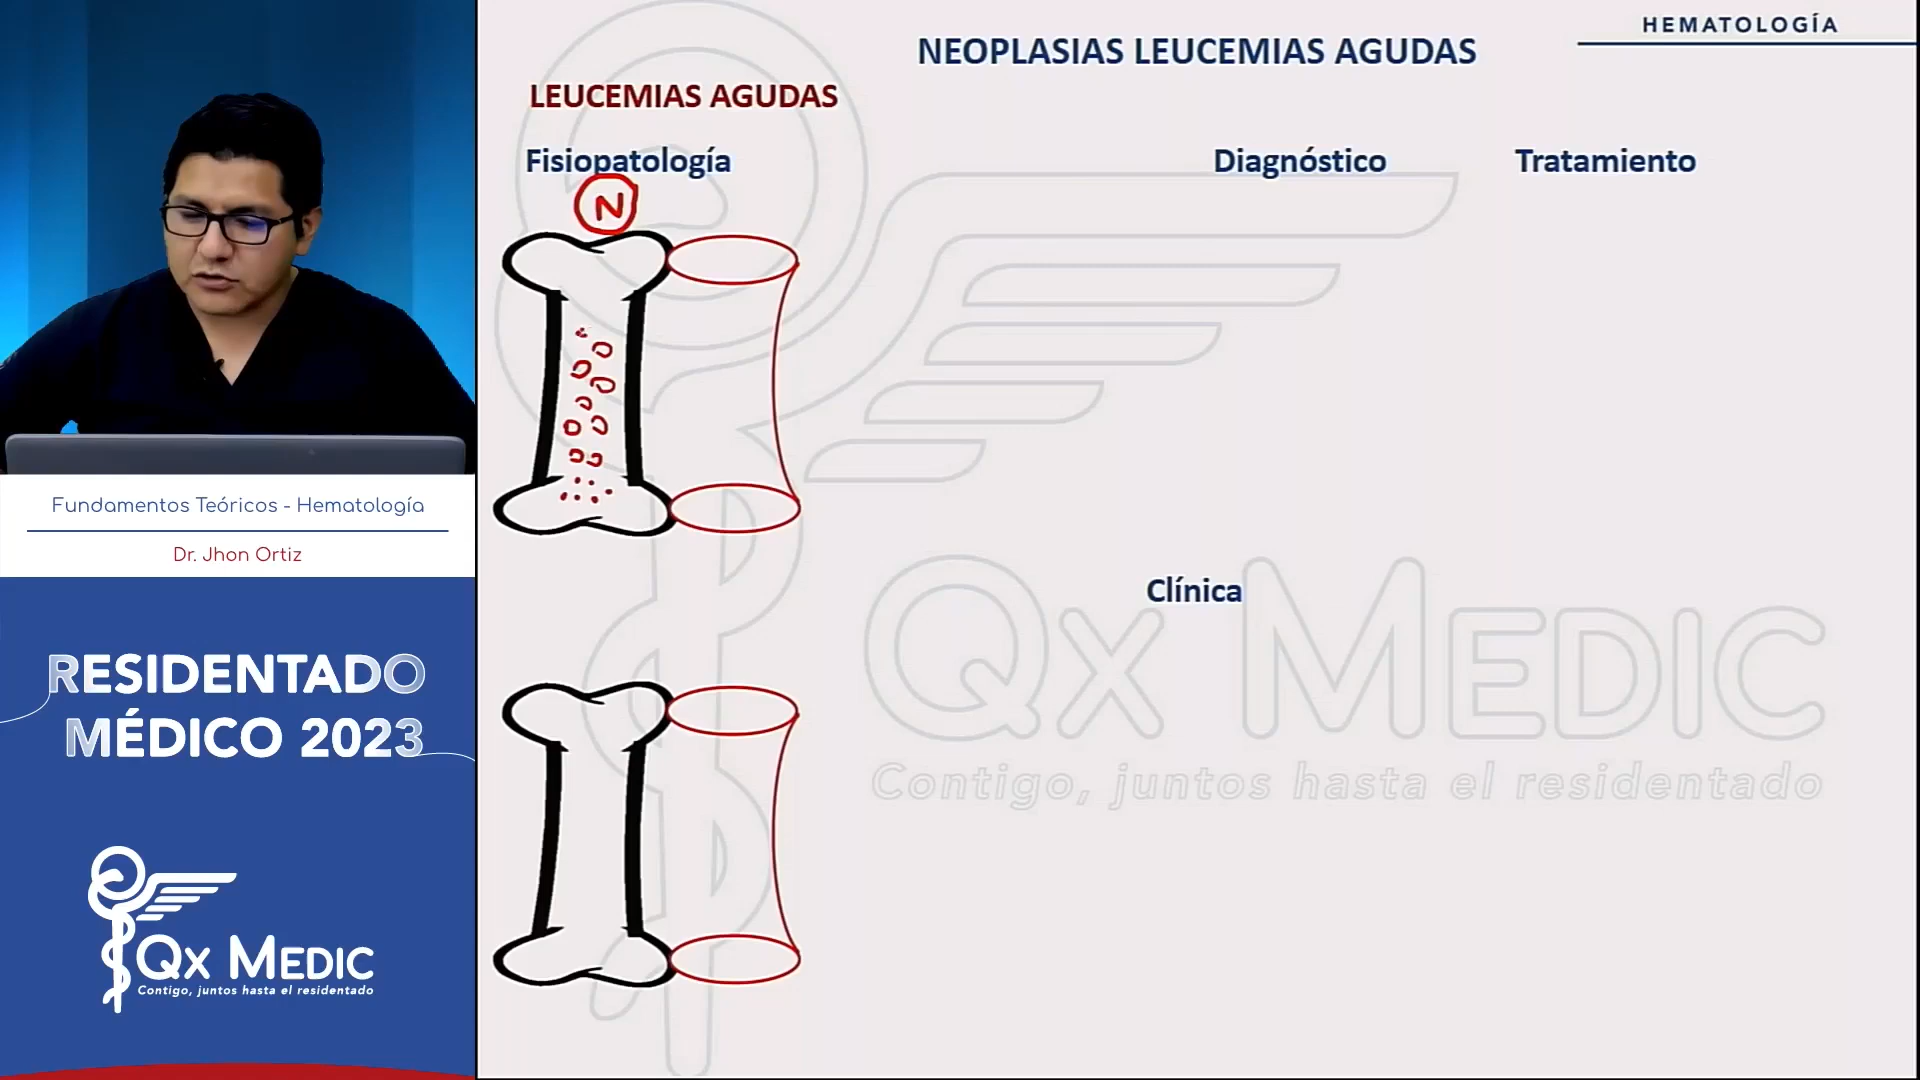 HEMATOLOGÍA
NEOPLASIAS LEUCEMIAS AGUDAS
LEUCEMIAS AGUDAS
Fisiopatología
Diagnóstico
Tratamiento
N
Clínica
Qx MEDIC
Contigo, juntos hasta el residentado
Fundamentos Teóricos - Hematología
Dr. Jhon Ortiz
RESIDENTADO
MÉDICO 2023
Qx MEDIC
Contigo, juntos hasta el residentado